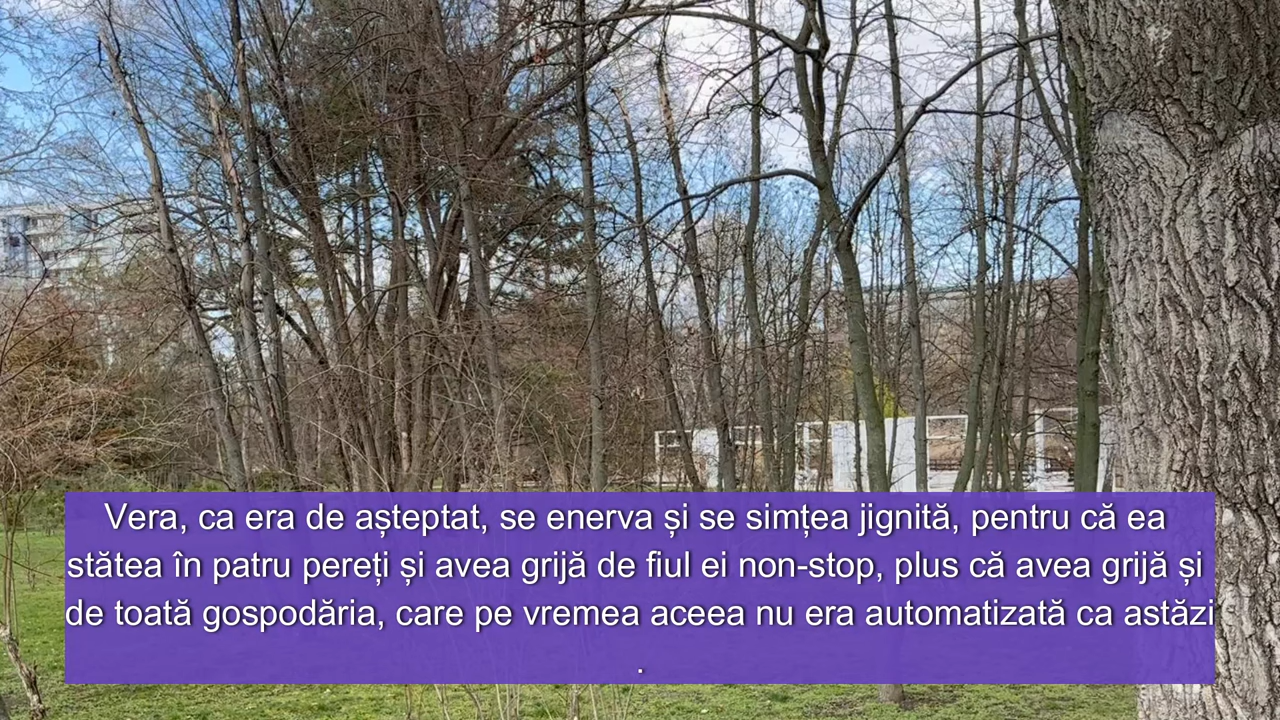 Vera, ca era de așteptat, se enerva și se simțea jignită, pentru că ea
stătea în patru pereți și avea grijă de fiul ei non-stop, plus că avea grijă și
de toată gospodăria, care pe vremea aceea nu era automatizată ca astăzi
.